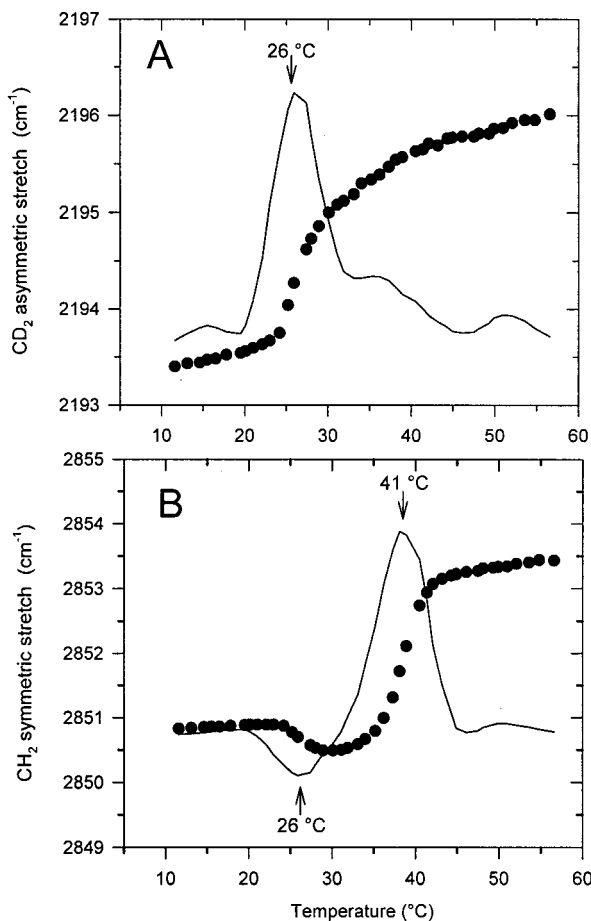 2197
A
26 °C
2196
2195
2194
2193
CD₂ asymmetric stretch (cm⁻¹)
10 20 30 40 50 60
2855
B
41 °C
2854
2853
2852
2851
2850
2849
CH₂ symmetric stretch (cm⁻¹)
26 °C
10 20 30 40 50 60
Temperature (°C)